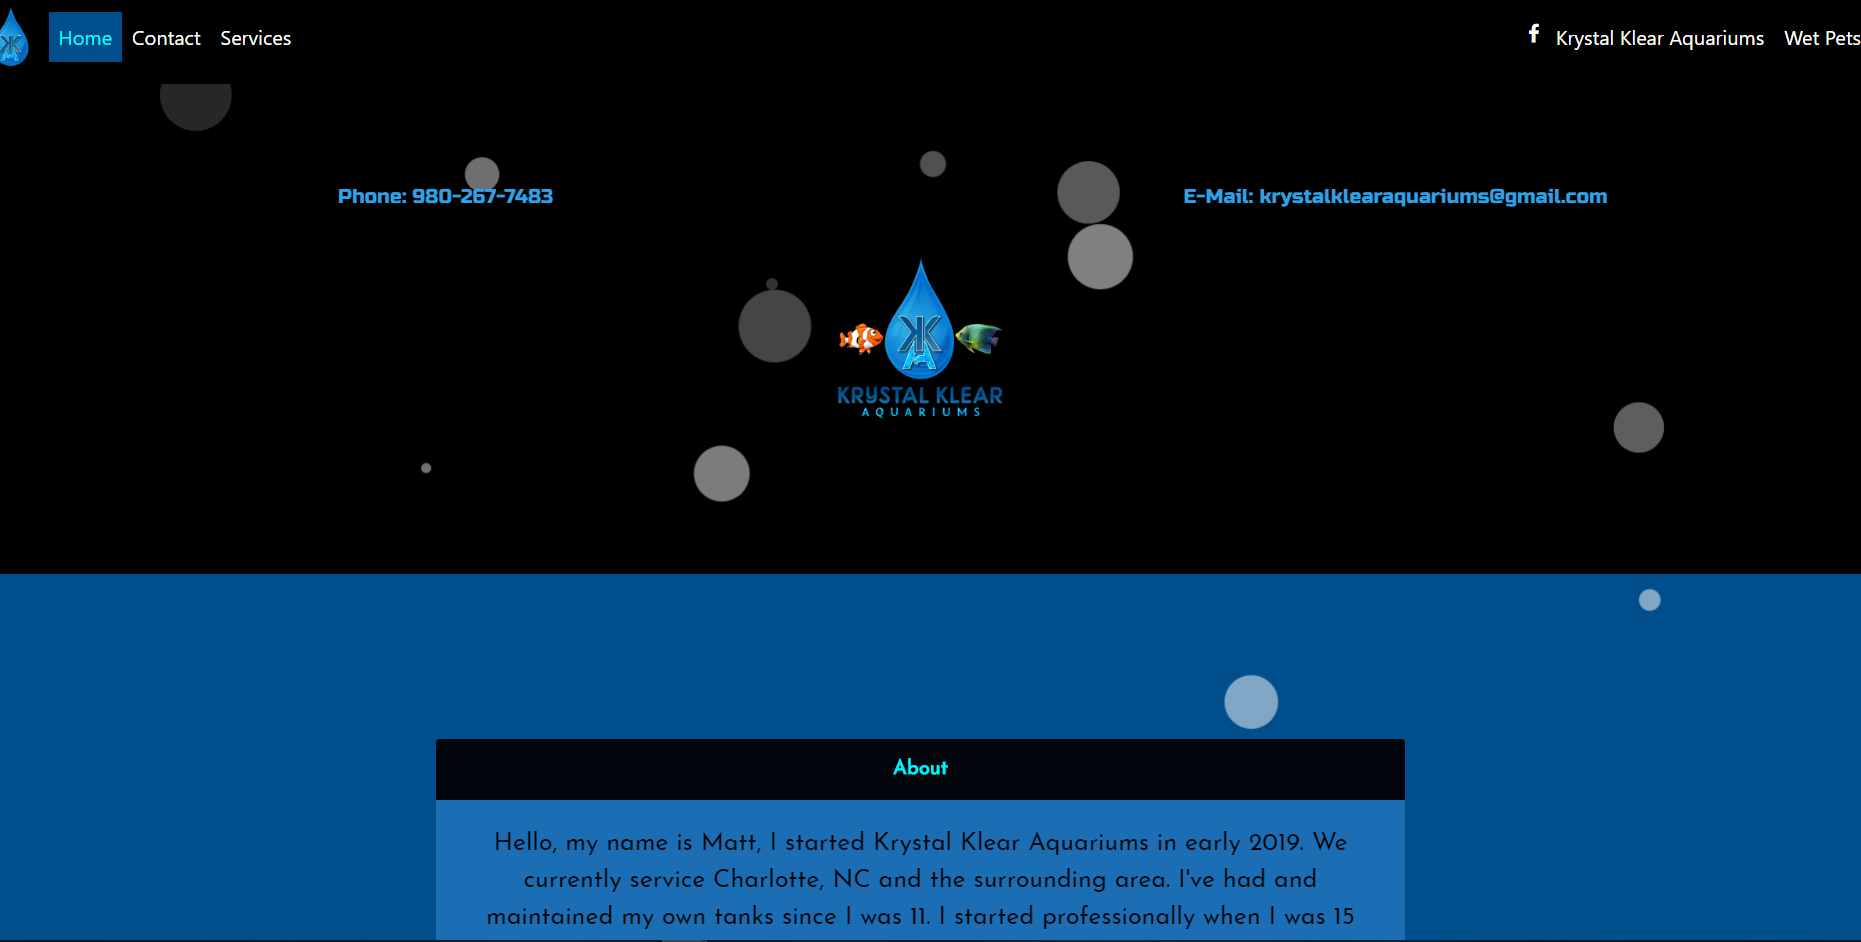 Home Contact Services Krystal Klear Aquariums Wet Pets
Phone: 980-267-7483 E-Mail: krystalklearaquariums@gmail.com
KKA
KRYSTAL KLEAR
AQUARIUMS
About
Hello, my name is Matt, I started Krystal Klear Aquariums in early 2019. We
currently service Charlotte, NC and the surrounding area. I've had and
maintained my own tanks since I was 11. I started professionally when I was 15